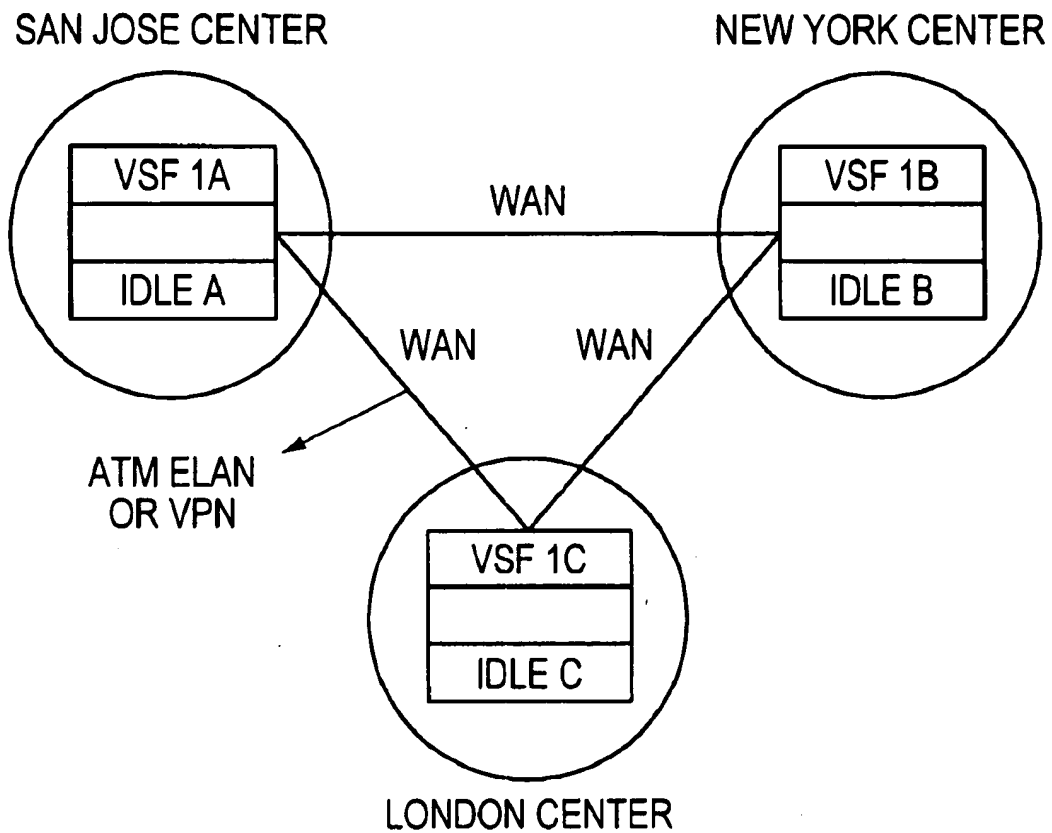 SAN JOSE CENTER
NEW YORK CENTER
VSF 1A
IDLE A
WAN
VSF 1B
IDLE B
WAN
WAN
ATM ELAN
OR VPN
VSF 1C
IDLE C
LONDON CENTER